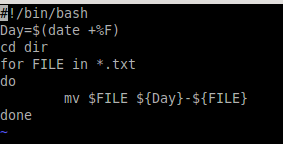 #!/bin/bash
Day=$(date +%F)
cd dir
for FILE in *.txt
do
        mv $FILE ${Day}-${FILE}
done
~